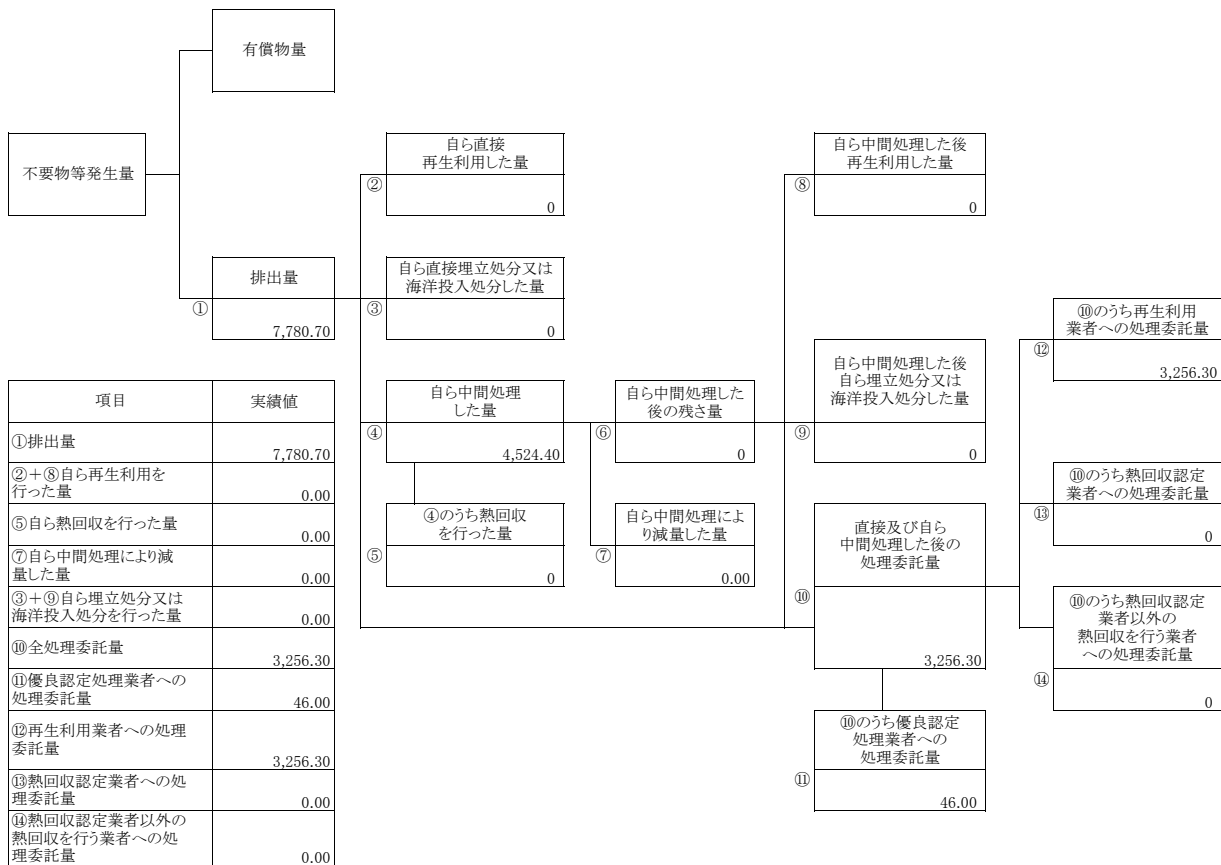 有償物量
不要物等発生量
自ら直接
再生利用した量
②
0
自ら中間処理した後
再生利用した量
⑧
0
排出量
①
7,780.70
自ら直接埋立処分又は
海洋投入処分した量
③
0
⑩のうち再生利用
業者への処理委託量
⑫
3,256.30
自ら中間処理
した量
④
4,524.40
自ら中間処理した
後の残さ量
⑥
0
自ら中間処理した後
自ら埋立処分又は
海洋投入処分した量
⑨
0
⑩のうち熱回収認定
業者への処理委託量
⑬
0
④のうち熱回収
を行った量
⑤
0
自ら中間処理によ
り減量した量
⑦
0.00
直接及び自ら
中間処理した後の
処理委託量
⑩
3,256.30
⑩のうち熱回収認定
業者以外の
熱回収を行う業者
への処理委託量
⑭
0
⑩のうち優良認定
処理業者への
処理委託量
⑪
46.00
項目 実績値
①排出量
7,780.70
②＋⑧自ら再生利用を
行った量
0.00
⑤自ら熱回収を行った量
0.00
⑦自ら中間処理により減
量した量
0.00
③＋⑨自ら埋立処分又は
海洋投入処分を行った量
0.00
⑩全処理委託量
3,256.30
⑪優良認定処理業者への
処理委託量
46.00
⑫再生利用業者への処理
委託量
3,256.30
⑬熱回収認定業者への処
理委託量
0.00
⑭熱回収認定業者以外の
熱回収を行う業者への処
理委託量
0.00